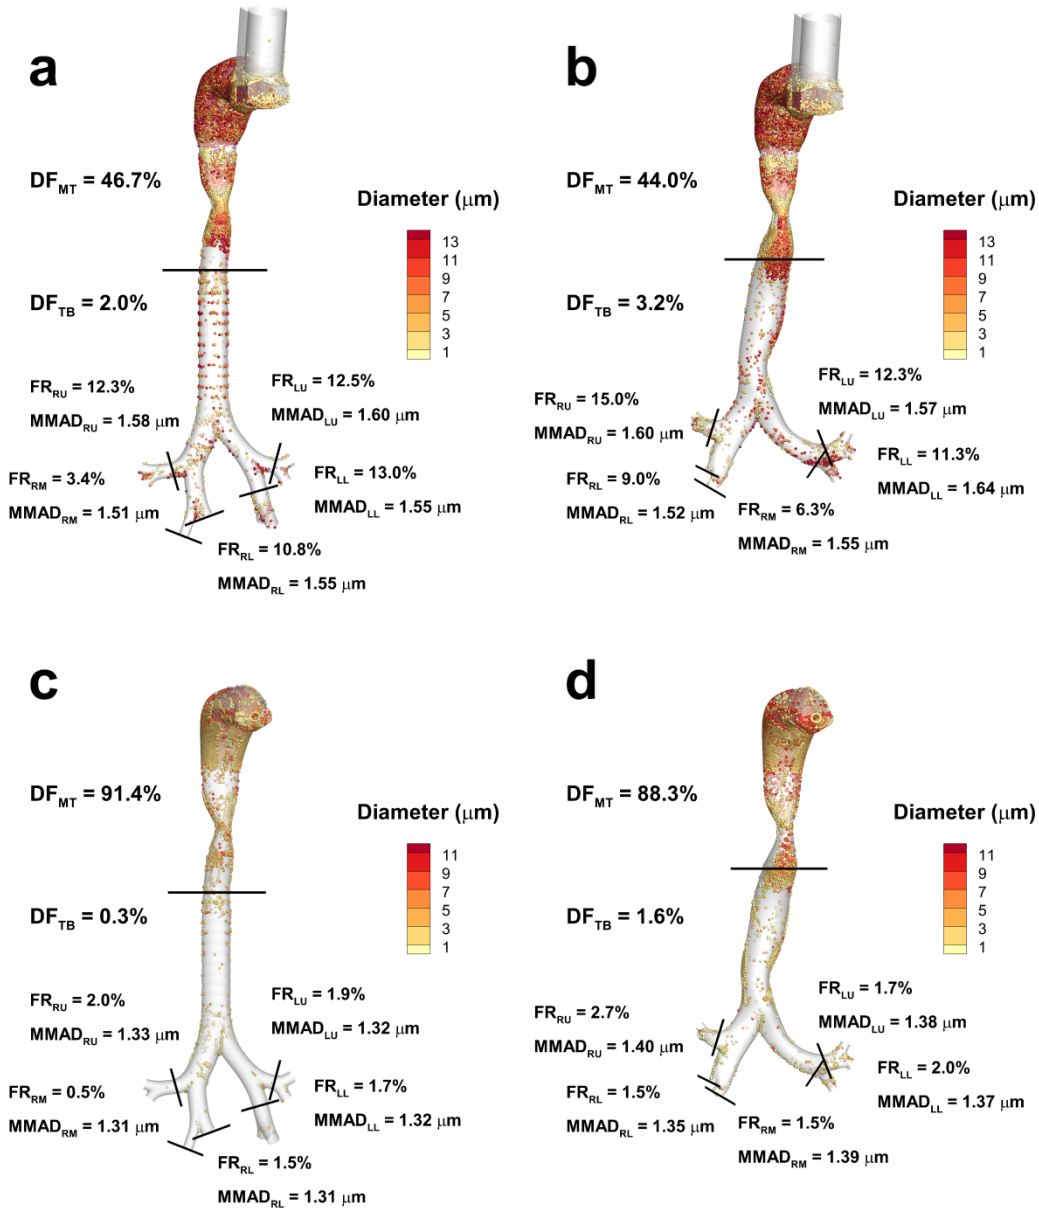 a
DF_MT = 46.7%
Diameter (μm)
13
11
9
7
5
3
1
DF_TB = 2.0%
FR_RU = 12.3%
MMAD_RU = 1.58 μm
FR_LU = 12.5%
MMAD_LU = 1.60 μm
FR_RM = 3.4%
MMAD_RM = 1.51 μm
FR_LL = 13.0%
MMAD_LL = 1.55 μm
FR_RL = 10.8%
MMAD_RL = 1.55 μm
b
DF_MT = 44.0%
Diameter (μm)
13
11
9
7
5
3
1
DF_TB = 3.2%
FR_RU = 15.0%
MMAD_RU = 1.60 μm
FR_LU = 12.3%
MMAD_LU = 1.57 μm
FR_RL = 9.0%
MMAD_RL = 1.52 μm
FR_LL = 11.3%
MMAD_LL = 1.64 μm
FR_RM = 6.3%
MMAD_RM = 1.55 μm
c
DF_MT = 91.4%
Diameter (μm)
11
9
7
5
3
1
DF_TB = 0.3%
FR_RU = 2.0%
MMAD_RU = 1.33 μm
FR_LU = 1.9%
MMAD_LU = 1.32 μm
FR_RM = 0.5%
MMAD_RM = 1.31 μm
FR_LL = 1.7%
MMAD_LL = 1.32 μm
FR_RL = 1.5%
MMAD_RL = 1.31 μm
d
DF_MT = 88.3%
Diameter (μm)
11
9
7
5
3
1
DF_TB = 1.6%
FR_RU = 2.7%
MMAD_RU = 1.40 μm
FR_LU = 1.7%
MMAD_LU = 1.38 μm
FR_RL = 1.5%
MMAD_RL = 1.35 μm
FR_LL = 2.0%
MMAD_LL = 1.37 μm
FR_RM = 1.5%
MMAD_RM = 1.39 μm